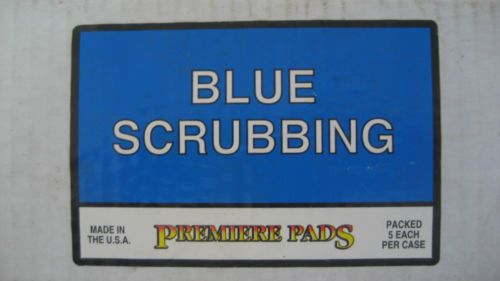 BLUE
SCRUBBING
MADE IN
THE U.S.A.
PREMIERE PADS
PACKED
5 EACH
PER CASE